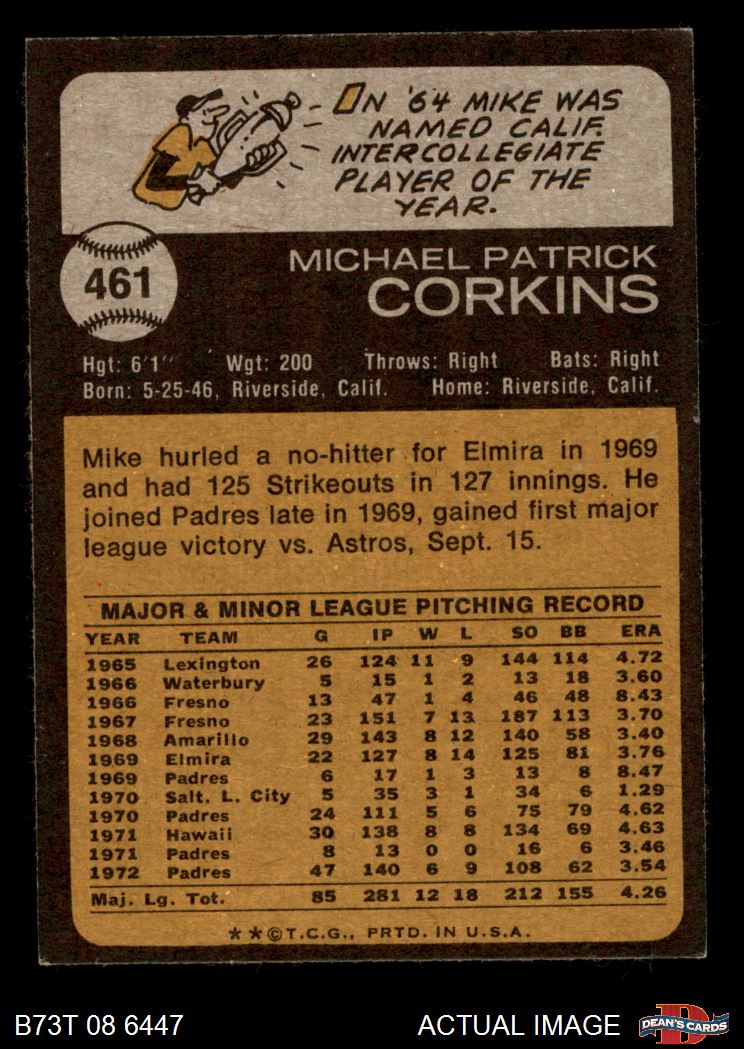 IN '64 MIKE WAS
NAMED CALIF.
INTERCOLLEGIATE
PLAYER OF THE
YEAR.
461
MICHAEL PATRICK
CORKINS
Hgt: 6'1" Wgt: 200 Throws: Right Bats: Right
Born: 5-25-46, Riverside, Calif. Home: Riverside, Calif.
Mike hurled a no-hitter for Elmira in 1969
and had 125 Strikeouts in 127 innings. He
joined Padres late in 1969, gained first major
league victory vs. Astros, Sept. 15.
MAJOR & MINOR LEAGUE PITCHING RECORD
YEAR TEAM G IP W L SO BB ERA
1965 Lexington 26 124 11 9 144 114 4.72
1966 Waterbury 5 15 1 2 13 18 3.60
1966 Fresno 13 47 1 4 46 48 8.43
1967 Fresno 23 151 7 13 187 113 3.70
1968 Amarillo 29 143 8 12 140 58 3.40
1969 Elmira 22 127 8 14 125 81 3.76
1969 Padres 6 17 1 3 13 8 8.47
1970 Salt. L. City 5 35 3 1 34 6 1.29
1970 Padres 24 111 5 6 75 79 4.62
1971 Hawaii 30 138 8 8 134 69 4.63
1971 Padres 8 13 0 0 16 6 3.46
1972 Padres 47 140 6 9 108 62 3.54
Maj. Lg. Tot. 85 281 12 18 212 155 4.26
**©T.C.G., PRTD. IN U.S.A.
B73T 08 6447 ACTUAL IMAGE DEAN'S CARDS